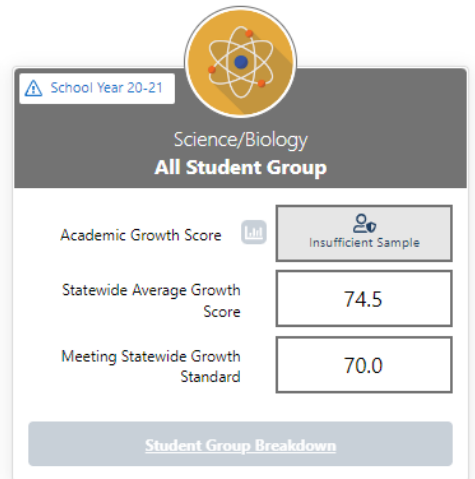 School Year 20-21
Science/Biology
All Student Group
Academic Growth Score
Insufficient Sample
Statewide Average Growth
Score
74.5
Meeting Statewide Growth
Standard
70.0
Student Group Breakdown